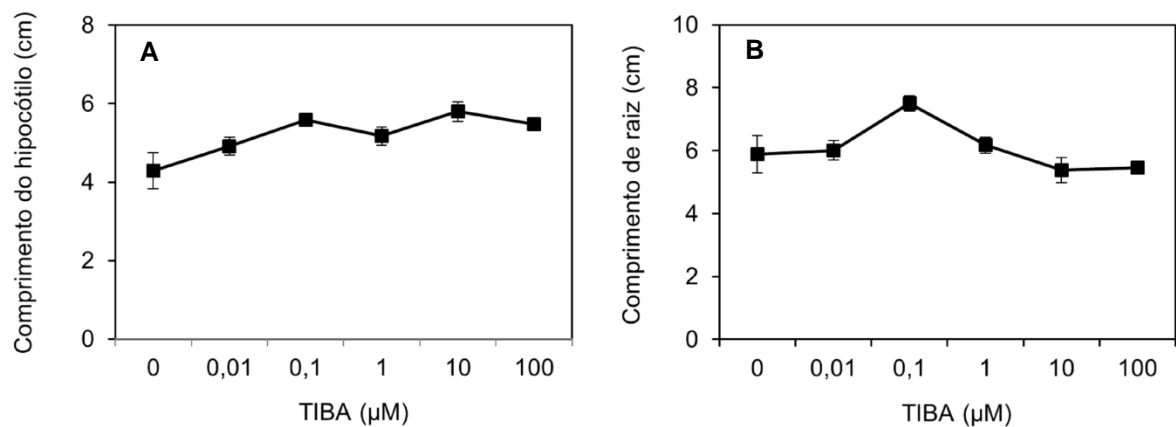 A
Comprimento do hipocótilo (cm)
8
6
4
2
0
0 0,01 0,1 1 10 100
TIBA (µM)
B
Comprimento de raiz (cm)
10
8
6
4
2
0
0 0,01 0,1 1 10 100
TIBA (µM)